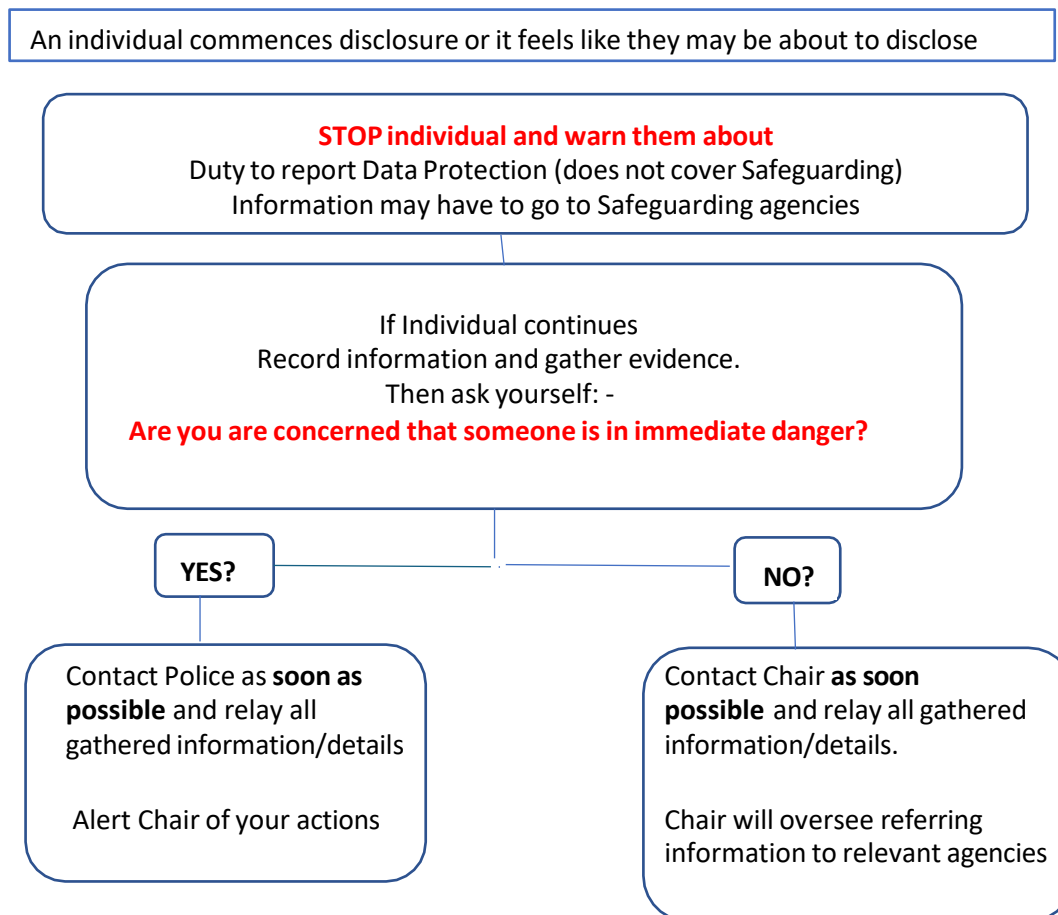 An individual commences disclosure or it feels like they may be about to disclose
STOP individual and warn them about
Duty to report Data Protection (does not cover Safeguarding)
Information may have to go to Safeguarding agencies
If Individual continues
Record information and gather evidence.
Then ask yourself: -
Are you are concerned that someone is in immediate danger?
YES?
NO?
Contact Police as soon as
possible and relay all
gathered information/details
Alert Chair of your actions
Contact Chair as soon
possible and relay all gathered
information/details.
Chair will oversee referring
information to relevant agencies